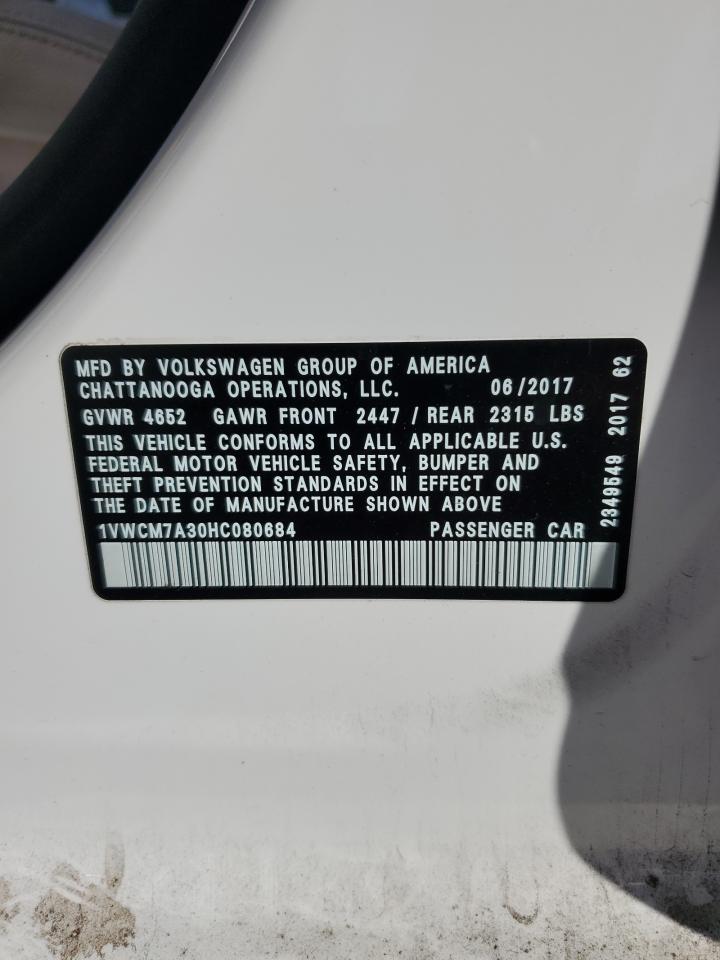 MFD BY VOLKSWAGEN GROUP OF AMERICA
CHATTANOOGA OPERATIONS, LLC. 06/2017
GVWR 4652 GAWR FRONT 2447 / REAR 2315 LBS
THIS VEHICLE CONFORMS TO ALL APPLICABLE U.S.
FEDERAL MOTOR VEHICLE SAFETY, BUMPER AND
THEFT PREVENTION STANDARDS IN EFFECT ON
THE DATE OF MANUFACTURE SHOWN ABOVE
1VWCM7A30HC080684 PASSENGER CAR
2349549 2017 62